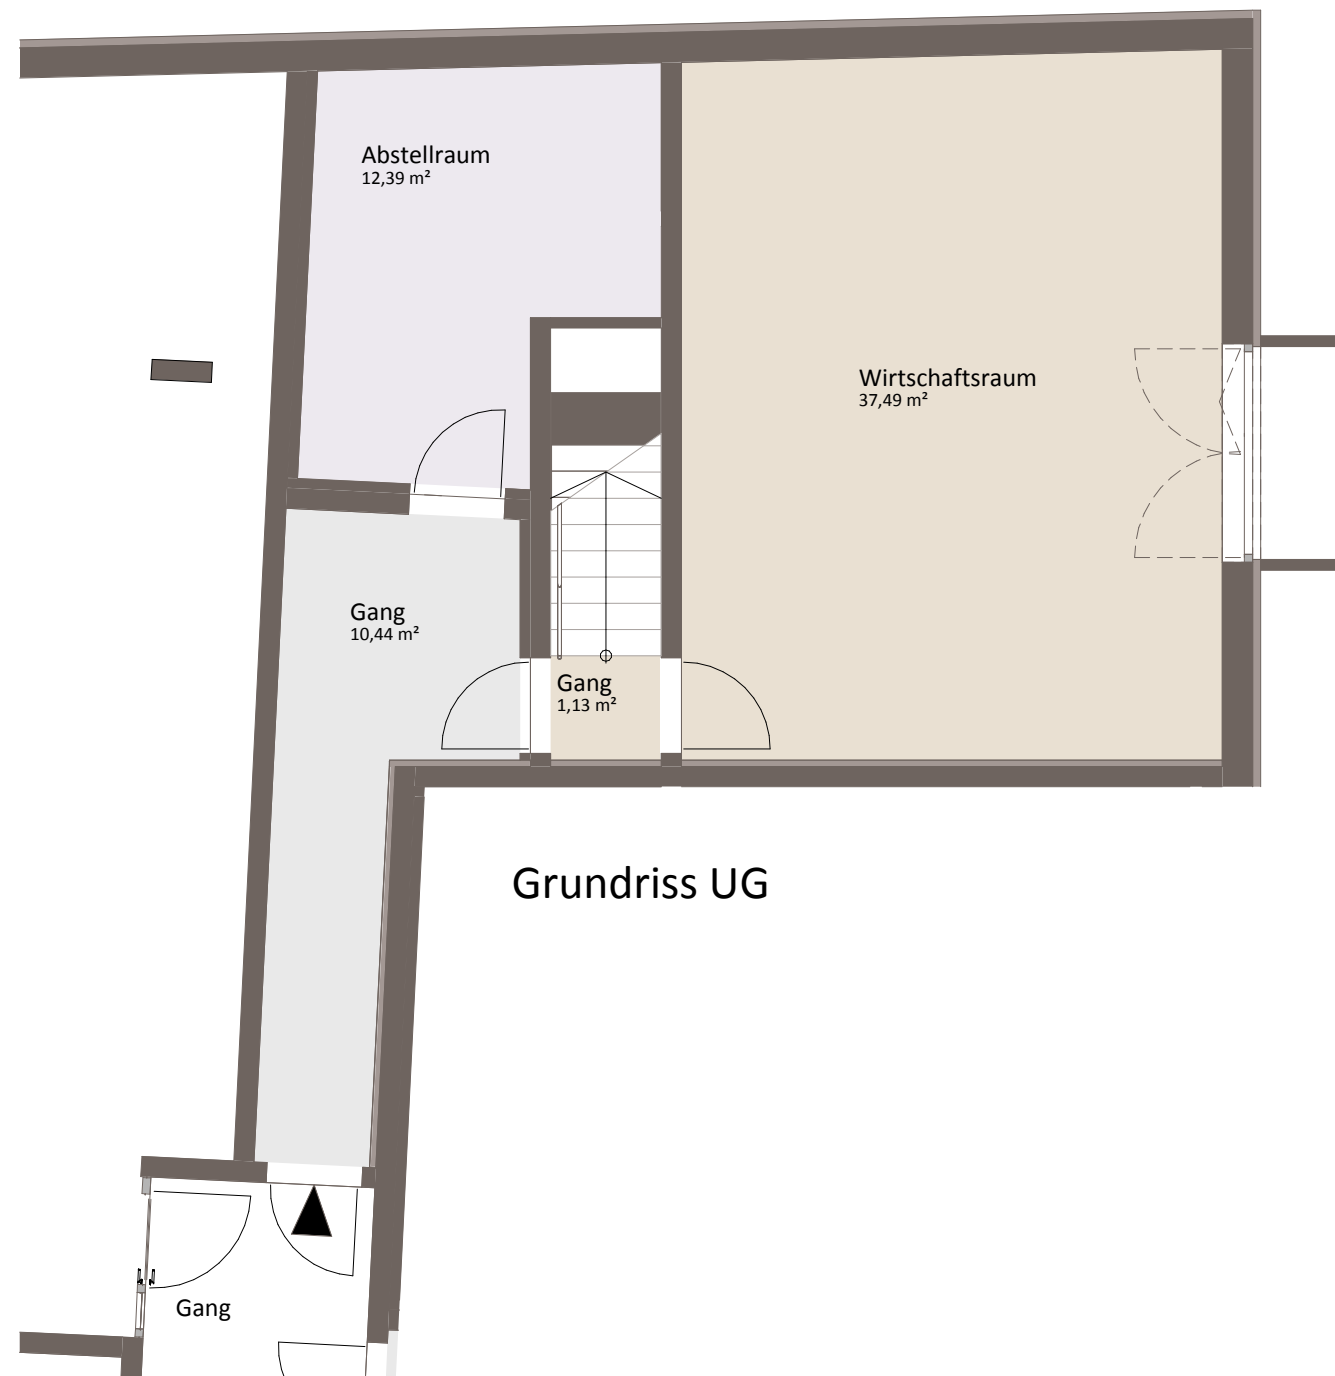 Abstellraum
12,39 m²
Wirtschaftsraum
37,49 m²
Gang
10,44 m²
Gang
1,13 m²
Grundriss UG
Gang